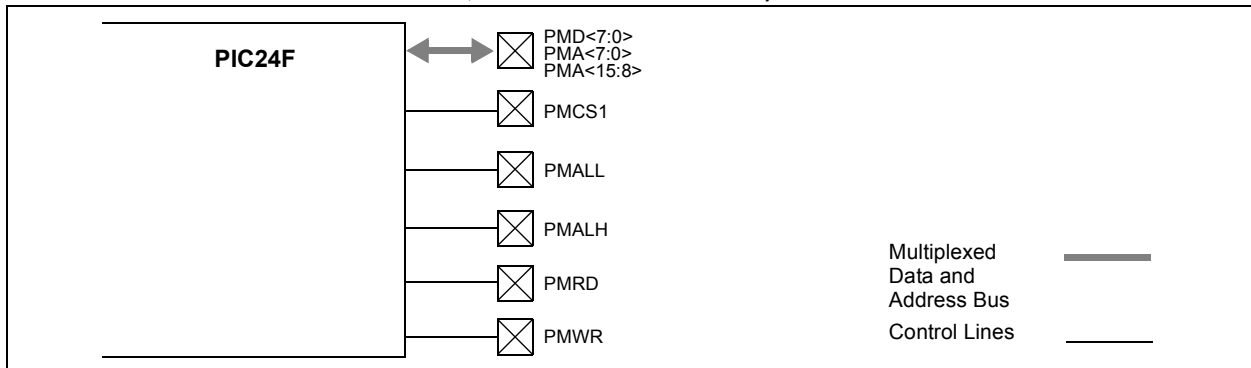 PIC24F
PMD<7:0>
PMA<7:0>
PMA<15:8>
PMCS1
PMALL
PMALH
PMRD
PMWR
Multiplexed
Data and
Address Bus
Control Lines